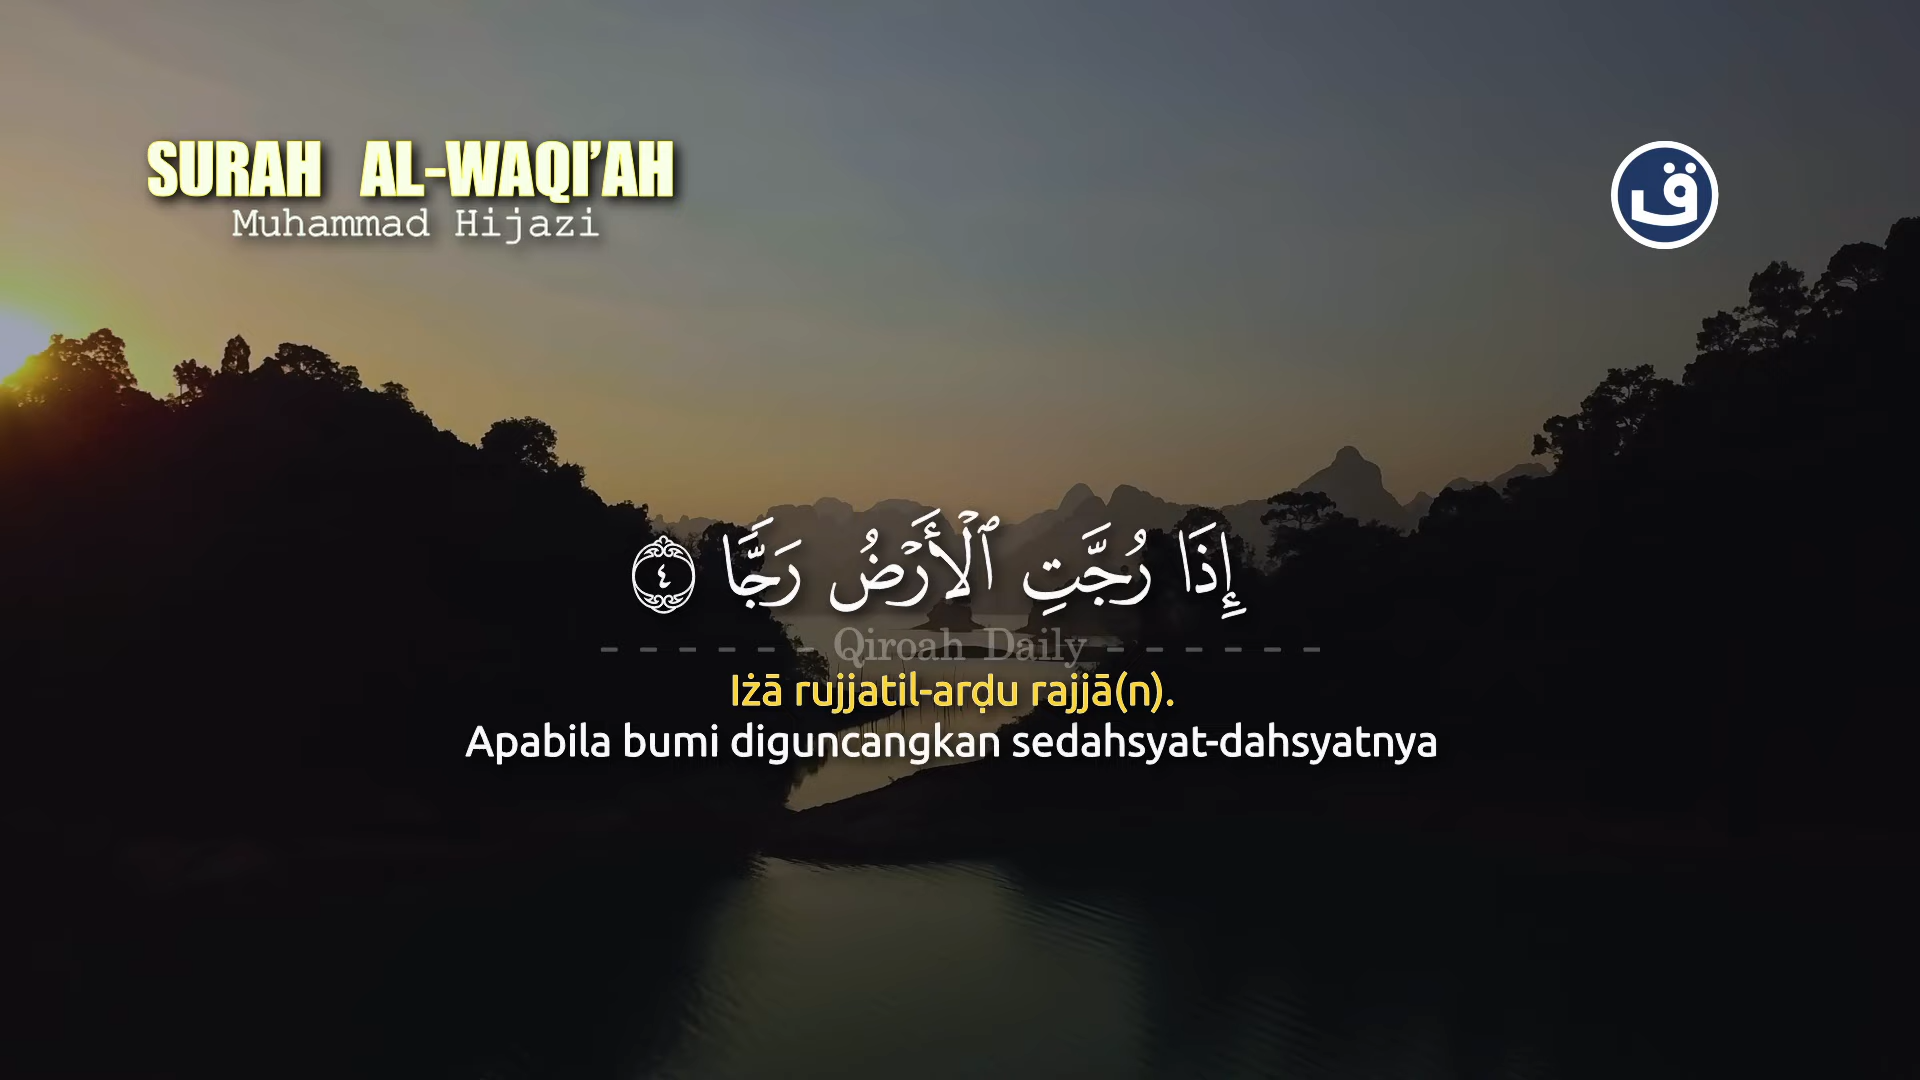 SURAH AL-WAQI’AH
Muhammad Hijazi
ق
إِذَا رُجَّتِ ٱلْأَرْضُ رَجًّا ٤
- - - - - - Qiroah Daily - - - - - -
Iżā rujjatil-arḍu rajjā(n).
Apabila bumi diguncangkan sedahsyat-dahsyatnya